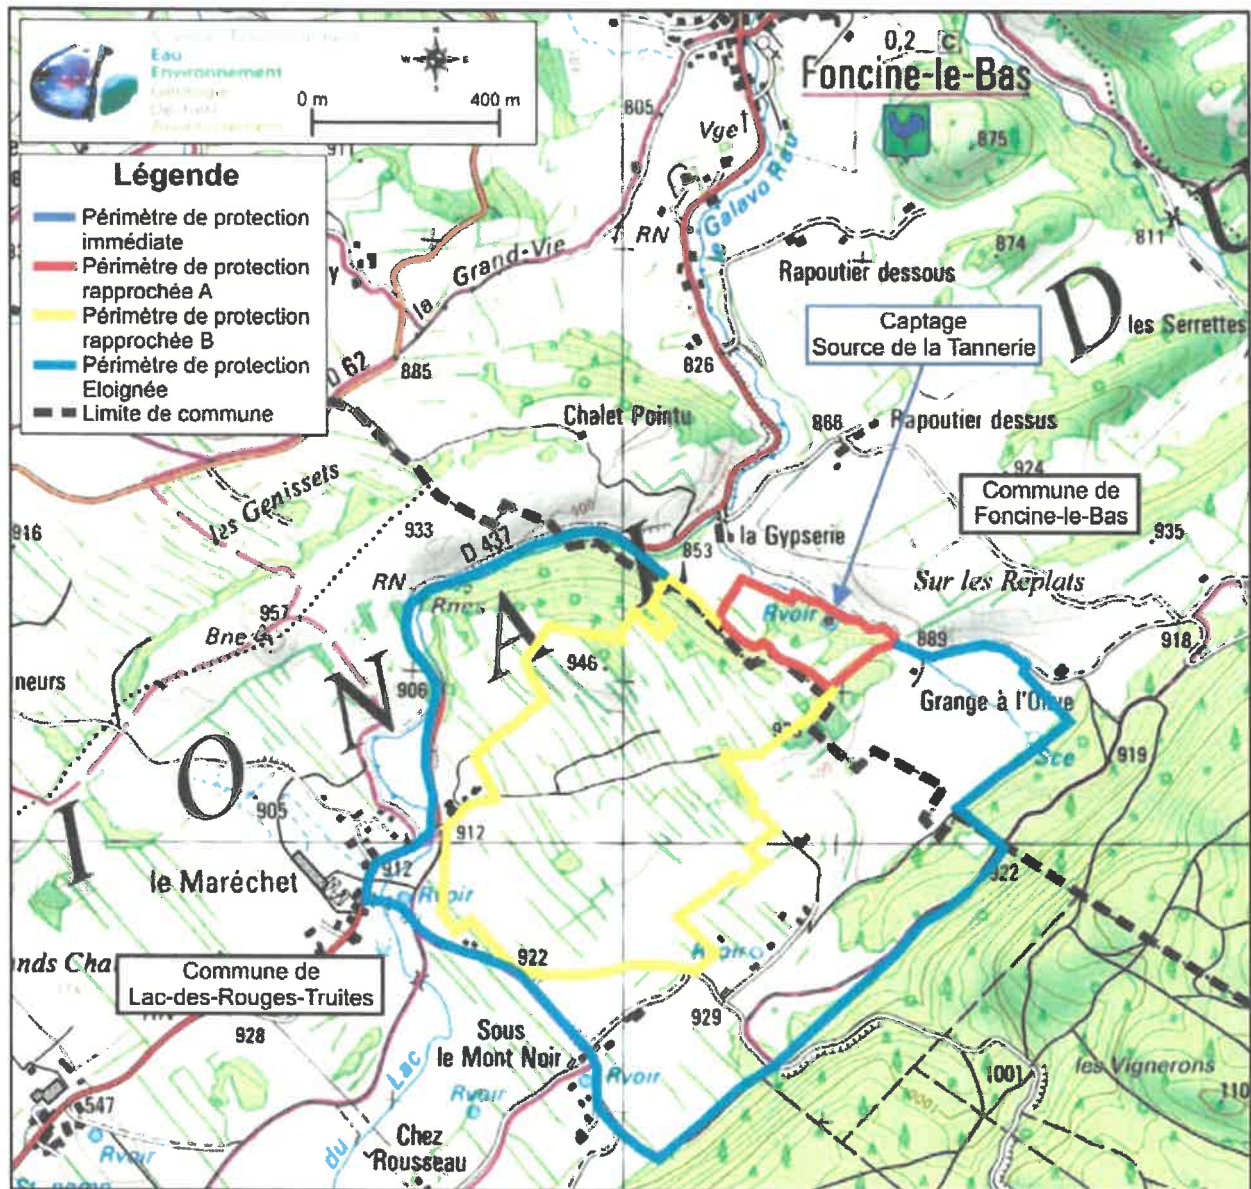 Eau
Environnement
0 m
400 m
Légende
Périmètre de protection
immédiate
Périmètre de protection
rapprochée A
Périmètre de protection
rapprochée B
Périmètre de protection
Eloignée
Limite de commune
0,2
C
Foncine-le-Bas
805
Vge
875
le Galavo Rau
RN
874
811
la Grand-Vie
Rapoutier dessous
D
les Serrettes
Captage
Source de la Tannerie
826
D 62
885
Chalet Pointu
866
Rapoutier dessus
924
Commune de
Foncine-le-Bas
les Genissets
916
933
D 437
900
853
la Gypserie
935
Sur les Replats
RN
957
Bne
A
946
Rvoir
889
918
neurs
906
N
Grange à l'Olive
Sce
919
O
I
905
912
le Maréchet
912
Rvoir
922
nds Cha
Commune de
Lac-des-Rouges-Truites
922
928
929
Sous
le Mont Noir
Rvoir
Rvoir
1001
les Vignerons
110
547
Rvoir
du Lac
Chez
Rousseau